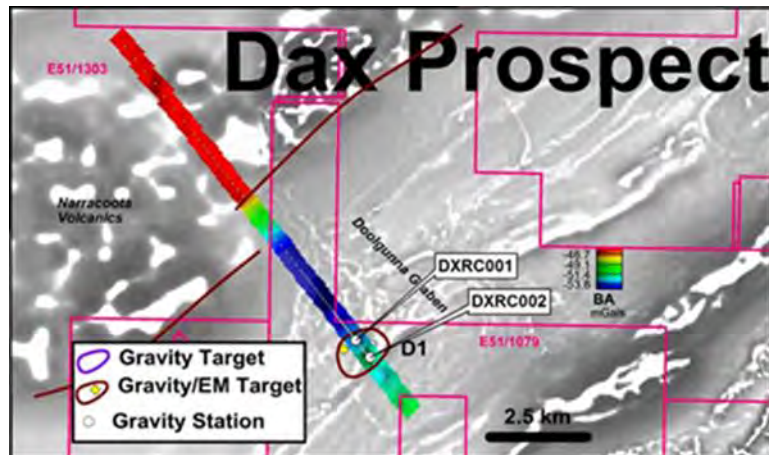 Dax Prospect
E51/1303
Narracoota
Volcanics
Doolgunna Graben
DXRC001
DXRC002
BA
mGals
D1
E51/1079
Gravity Target
Gravity/EM Target
Gravity Station
2.5 km